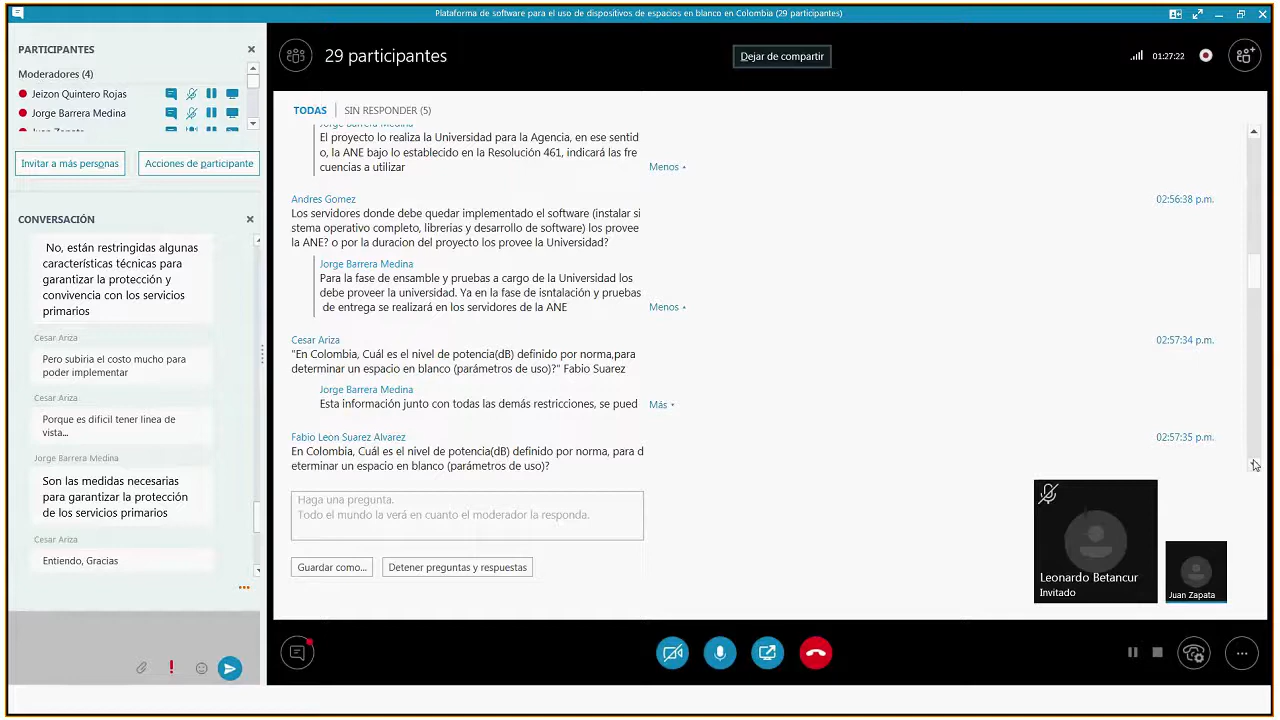 Plataforma de software para el uso de dispositivos de espacios en blanco en Colombia (29 participantes)
PARTICIPANTES
Moderadores (4)
Jeizon Quintero Rojas
Jorge Barrera Medina
Juan Zapata
Invitar a más personas
Acciones de participante
CONVERSACIÓN
No, están restringidas algunas
características técnicas para
garantizar la protección y
convivencia con los servicios
primarios
Cesar Ariza
Pero subiria el costo mucho para
poder implementar
Cesar Ariza
Porque es dificil tener linea de
vista...
Jorge Barrera Medina
Son las medidas necesarias
para garantizar la protección
de los servicios primarios
Cesar Ariza
Entiendo, Gracias
29 participantes
Dejar de compartir
01:27:22
TODAS
SIN RESPONDER (5)
Jorge Barrera Medina
El proyecto lo realiza la Universidad para la Agencia, en ese sentid
o, la ANE bajo lo establecido en la Resolución 461, indicará las fre
cuencias a utilizar
Menos
Andres Gomez
02:56:38 p.m.
Los servidores donde debe quedar implementado el software (instalar si
stema operativo completo, librerias y desarrollo de software) los provee
la ANE? o por la duracion del proyecto los provee la Universidad?
Jorge Barrera Medina
Para la fase de ensamble y pruebas a cargo de la Universidad los
debe proveer la universidad. Ya en la fase de isntalación y pruebas
de entrega se realizará en los servidores de la ANE
Menos
Cesar Ariza
02:57:34 p.m.
"En Colombia, Cuál es el nivel de potencia(dB) definido por norma,para
determinar un espacio en blanco (parámetros de uso)?" Fabio Suarez
Jorge Barrera Medina
Esta información junto con todas las demás restricciones, se pued
Más
Fabio Leon Suarez Alvarez
02:57:35 p.m.
En Colombia, Cuál es el nivel de potencia(dB) definido por norma, para d
eterminar un espacio en blanco (parámetros de uso)?
Haga una pregunta.
Todo el mundo la verá en cuanto el moderador la responda.
Guardar como...
Detener preguntas y respuestas
Leonardo Betancur
Invitado
Juan Zapata